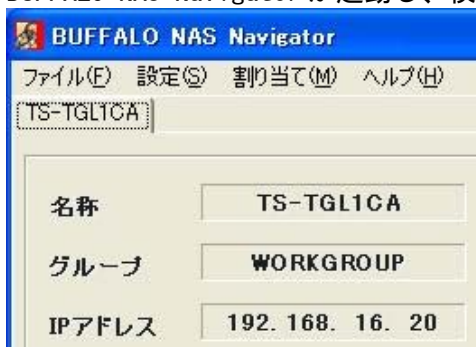 BUFFALO NAS Navigator
ファイル(F) 設定(S) 割り当て(M) ヘルプ(H)
TS-TGL1CA
名称 TS-TGL1CA
グループ WORKGROUP
IPアドレス 192. 168. 16. 20